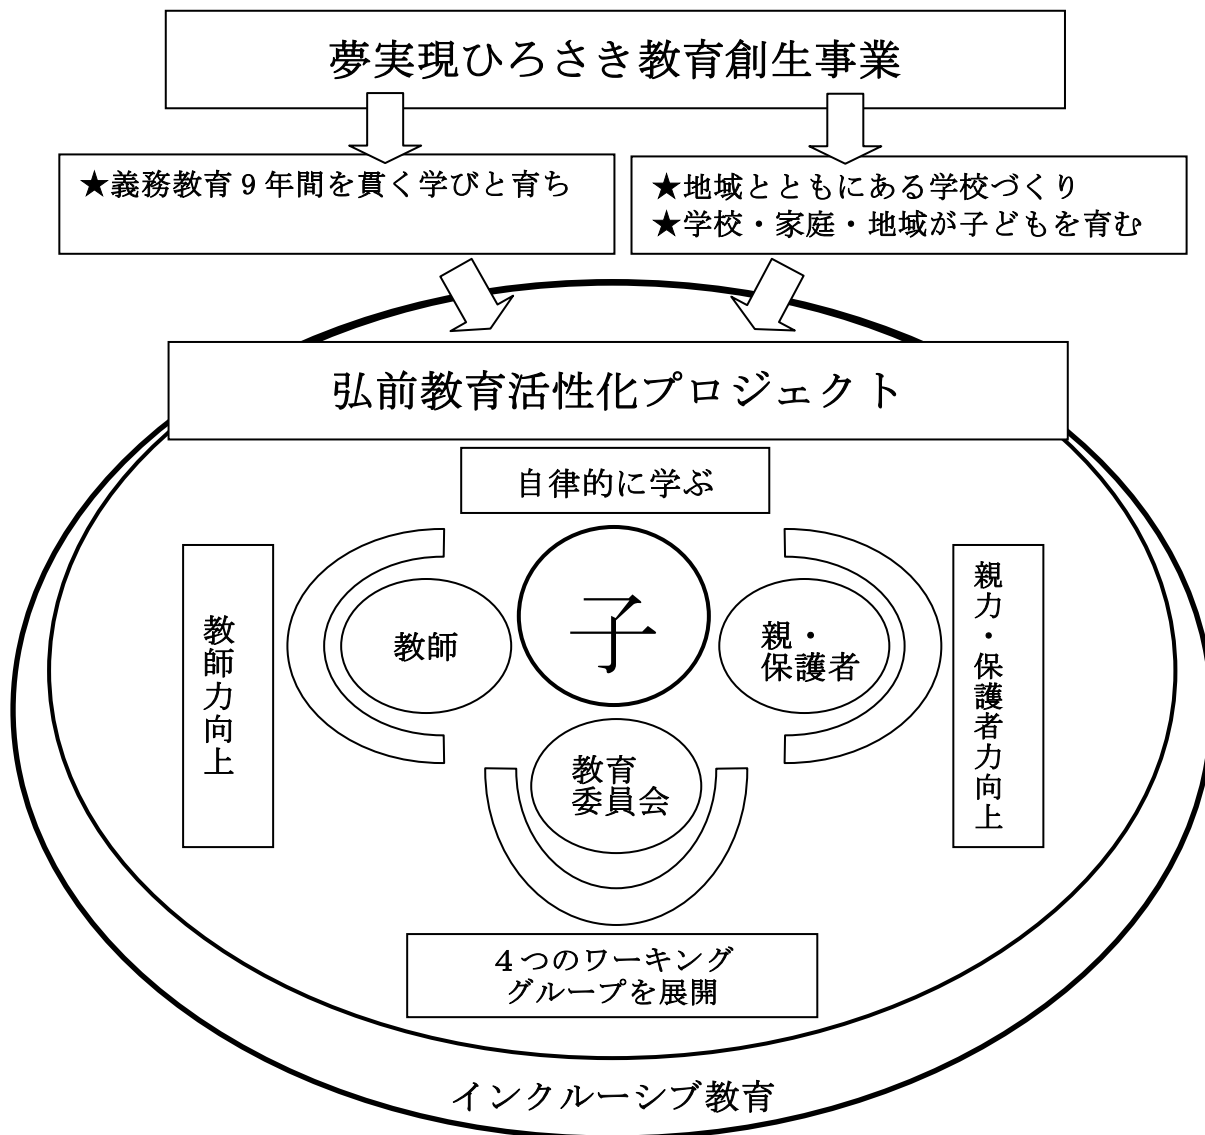 夢実現ひろさき教育創生事業
★義務教育9年間を貫く学びと育ち
★地域とともにある学校づくり
★学校・家庭・地域が子どもを育む
弘前教育活性化プロジェクト
自律的に学ぶ
教師力向上
教師
子
親・
保護者
親力・保護者力向上
教育
委員会
4つのワーキング
グループを展開
インクルーシブ教育